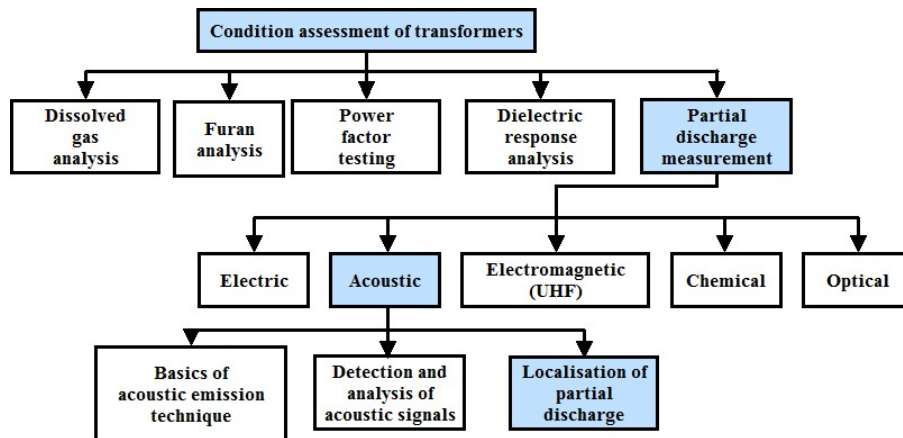 Condition assessment of transformers
Dissolved
gas
analysis
Furan
analysis
Power
factor
testing
Dielectric
response
analysis
Partial
discharge
measurement
Electric
Acoustic
Electromagnetic
(UHF)
Chemical
Optical
Basics of
acoustic emission
technique
Detection and
analysis of
acoustic signals
Localisation of
partial
discharge